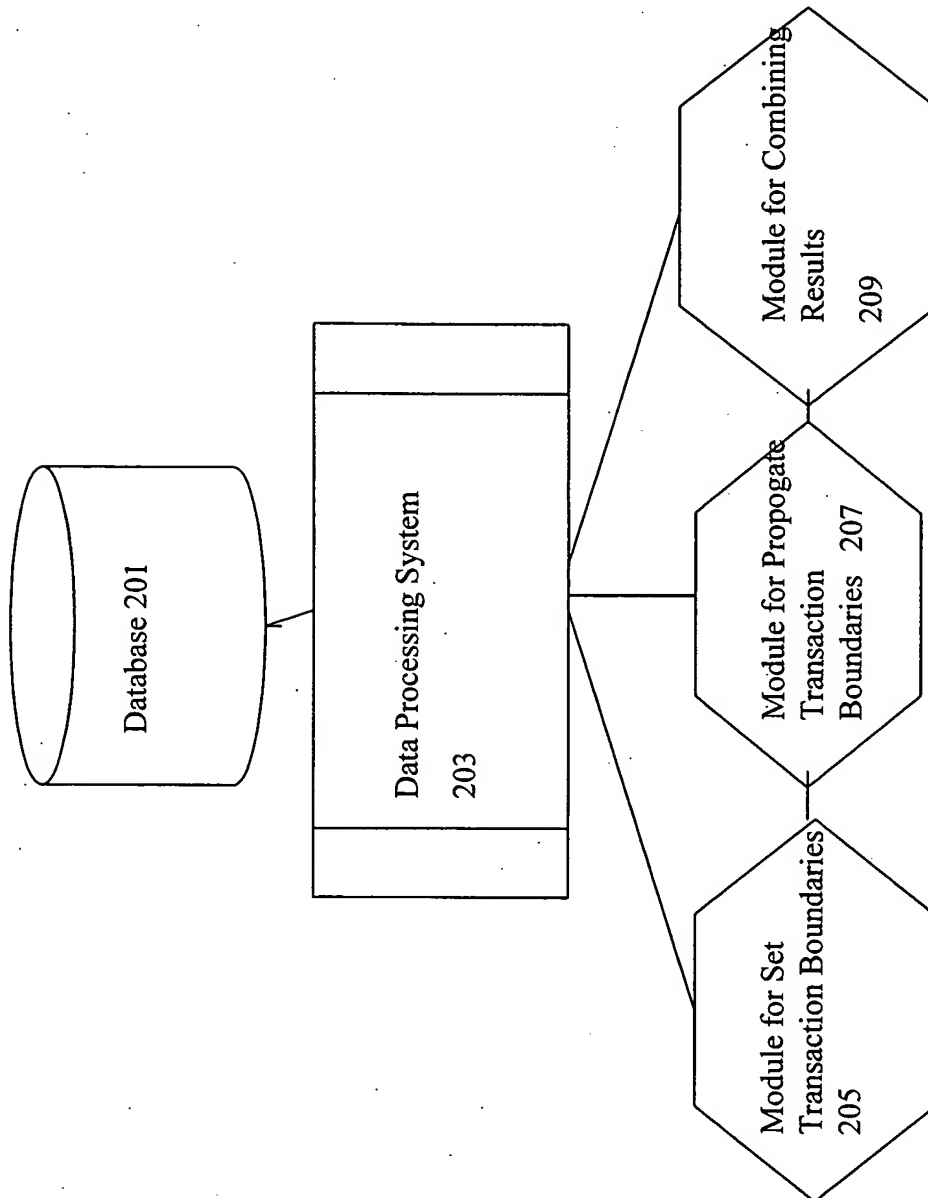 Database 201
Data Processing System
203
Module for Set
Transaction Boundaries
205
Module for Propogate
Transaction
Boundaries 207
Module for Combining
Results
209